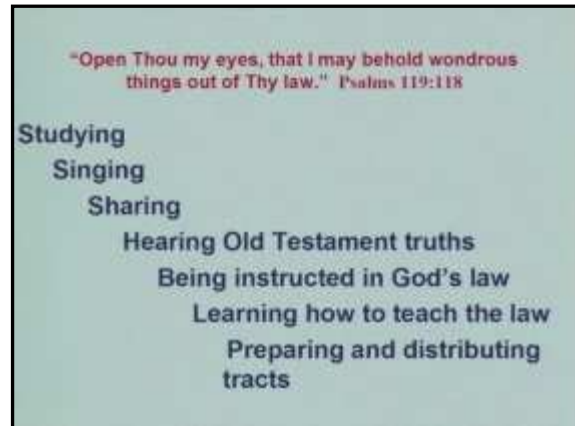 "Open Thou my eyes, that I may behold wondrous
things out of Thy law." Psalms 119:118
Studying
Singing
Sharing
Hearing Old Testament truths
Being instructed in God's law
Learning how to teach the law
Preparing and distributing
tracts